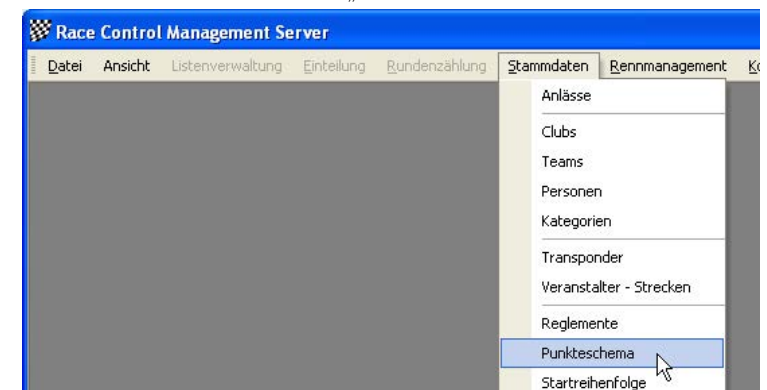 „
Race Control Management Server
Datei Ansicht Listenverwaltung Einteilung Rundenzählung Stammdaten Rennmanagement
Anlässe
Clubs
Teams
Personen
Kategorien
Transponder
Veranstalter - Strecken
Reglemente
Punkteschema
Startreihenfolge